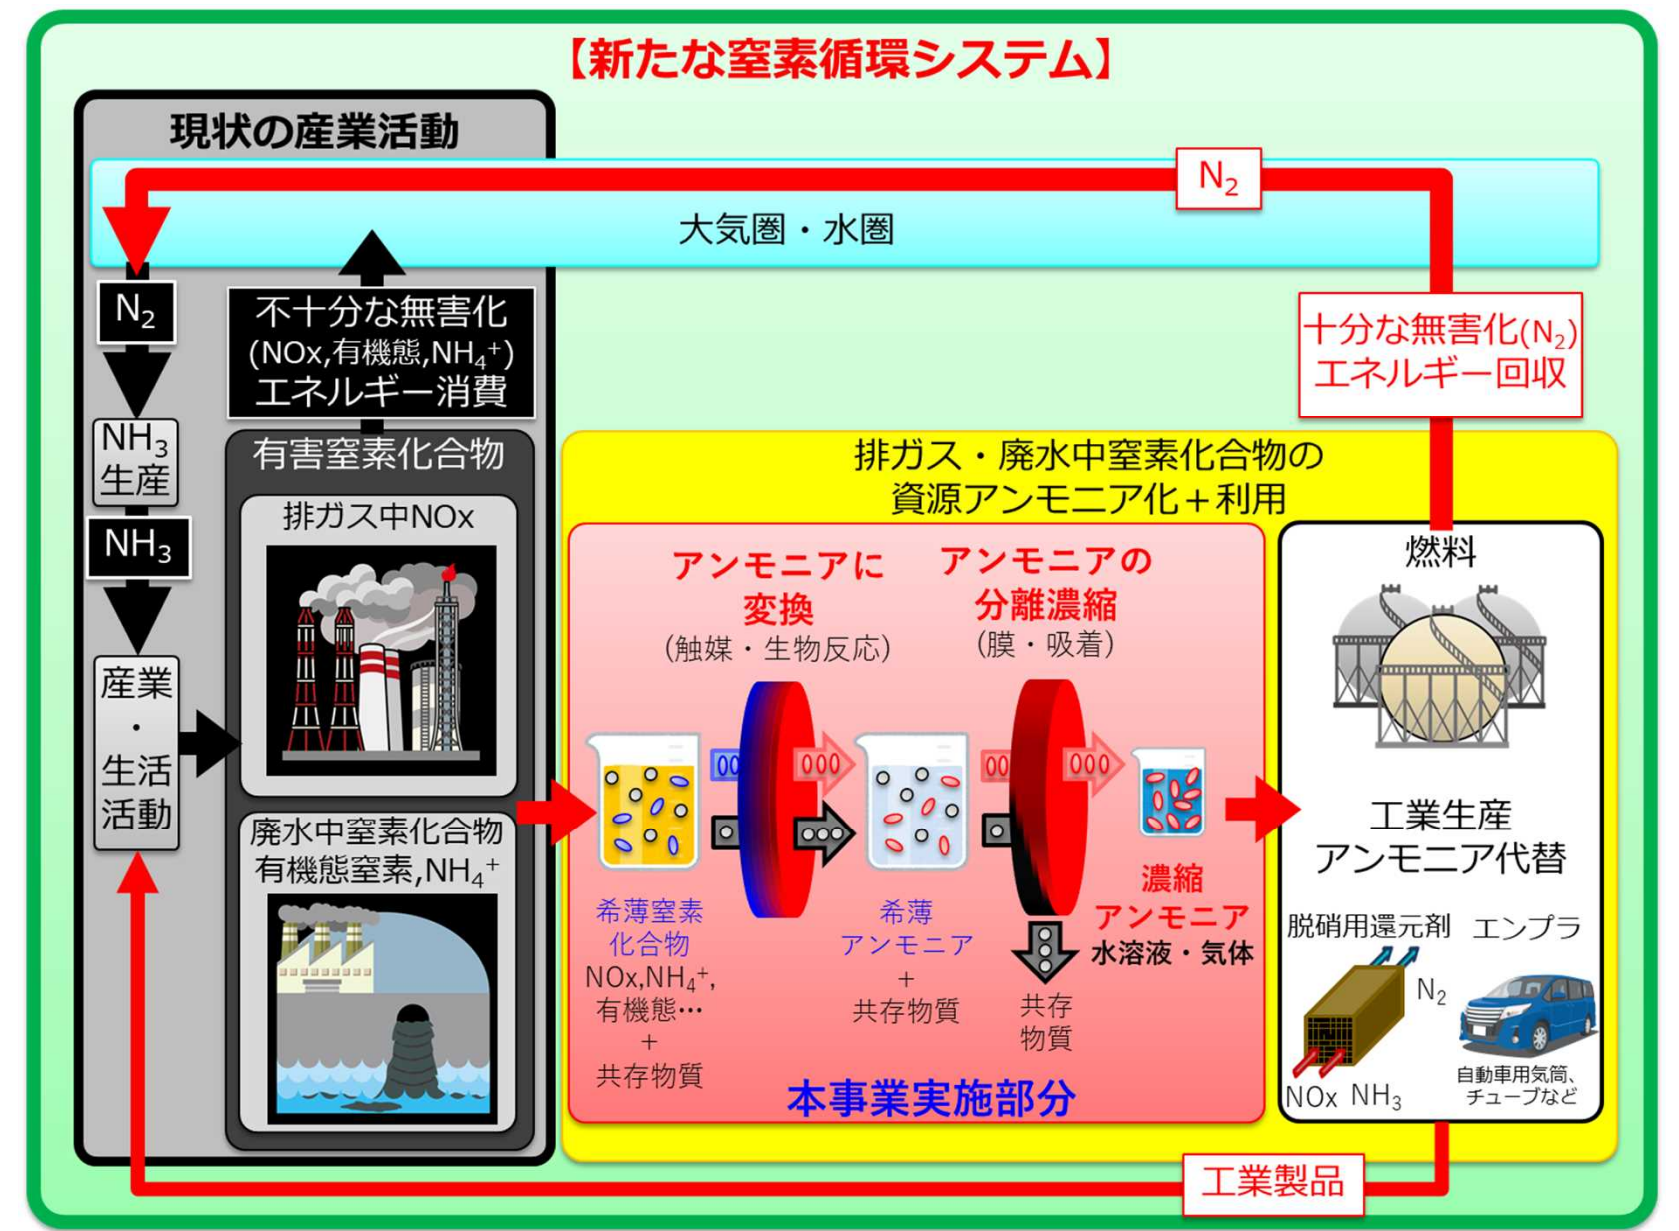 【新たな窒素循環システム】
現状の産業活動
N₂
大気圏・水圏
N₂
不十分な無害化
(NOx,有機態,NH₄⁺)
エネルギー消費
十分な無害化(N₂)
エネルギー回収
NH₃
生産
NH₃
産業
・
生活
活動
有害窒素化合物
排ガス中NOx
廃水中窒素化合物
有機態窒素,NH₄⁺
排ガス・廃水中窒素化合物の
資源アンモニア化＋利用
アンモニアに
変換
(触媒・生物反応)
アンモニアの
分離濃縮
(膜・吸着)
希薄窒素
化合物
NOx,NH₄⁺,
有機態…
+
共存物質
希薄
アンモニア
+
共存物質
共存
物質
濃縮
アンモニア
水溶液・気体
本事業実施部分
燃料
工業生産
アンモニア代替
脱硝用還元剤
N₂
NOx NH₃
エンプラ
自動車用気筒、
チューブなど
工業製品